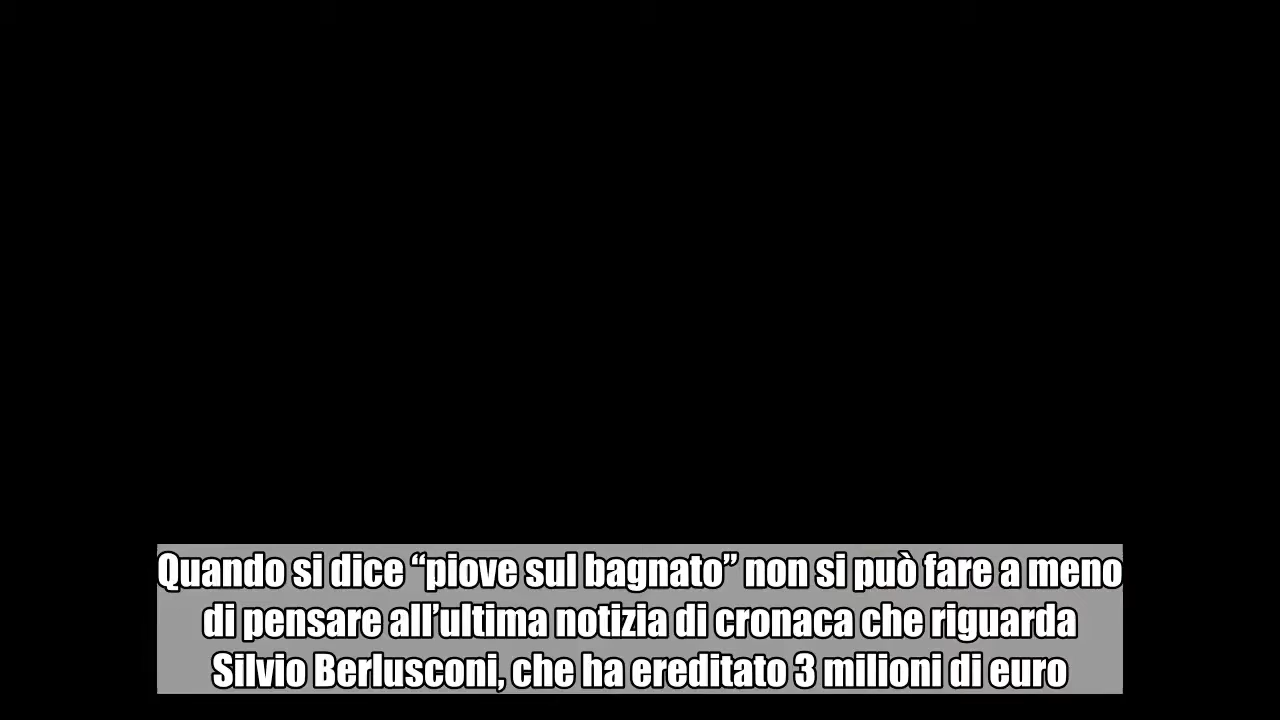 Quando si dice “piove sul bagnato” non si può fare a meno
di pensare all’ultima notizia di cronaca che riguarda
Silvio Berlusconi, che ha ereditato 3 milioni di euro